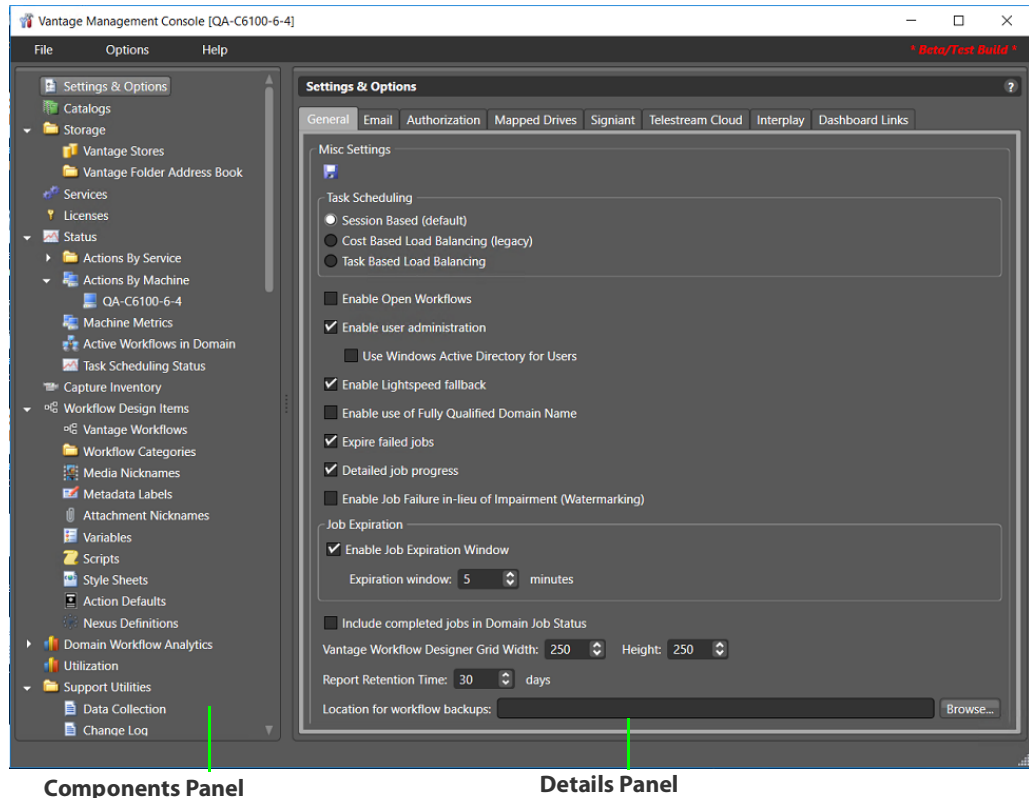 Vantage Management Console [QA-C6100-6-4]
File Options Help
* Beta/Test Build *
Settings & Options
Catalogs
Storage
Vantage Stores
Vantage Folder Address Book
Services
Licenses
Status
Actions By Service
Actions By Machine
QA-C6100-6-4
Machine Metrics
Active Workflows in Domain
Task Scheduling Status
Capture Inventory
Workflow Design Items
Vantage Workflows
Workflow Categories
Media Nicknames
Metadata Labels
Attachment Nicknames
Variables
Scripts
Style Sheets
Action Defaults
Nexus Definitions
Domain Workflow Analytics
Utilization
Support Utilities
Data Collection
Change Log
Settings & Options
?
General Email Authorization Mapped Drives Signiant Telestream Cloud Interplay Dashboard Links
Misc Settings
Task Scheduling
Session Based (default)
Cost Based Load Balancing (legacy)
Task Based Load Balancing
Enable Open Workflows
Enable user administration
Use Windows Active Directory for Users
Enable Lightspeed fallback
Enable use of Fully Qualified Domain Name
Expire failed jobs
Detailed job progress
Enable Job Failure in-lieu of Impairment (Watermarking)
Job Expiration
Enable Job Expiration Window
Expiration window: 5 minutes
Include completed jobs in Domain Job Status
Vantage Workflow Designer Grid Width: 250 Height: 250
Report Retention Time: 30 days
Location for workflow backups: Browse...
Components Panel
Details Panel